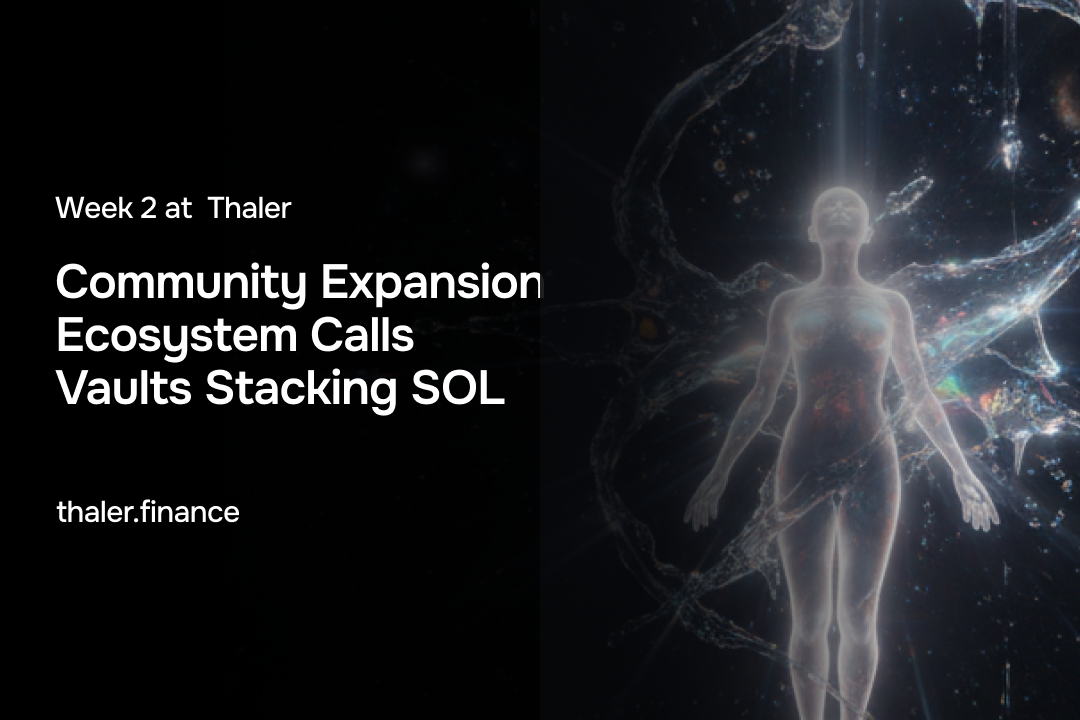 Week 2 at Thaler
Community Expansion
Ecosystem Calls
Vaults Stacking SOL
thaler.finance